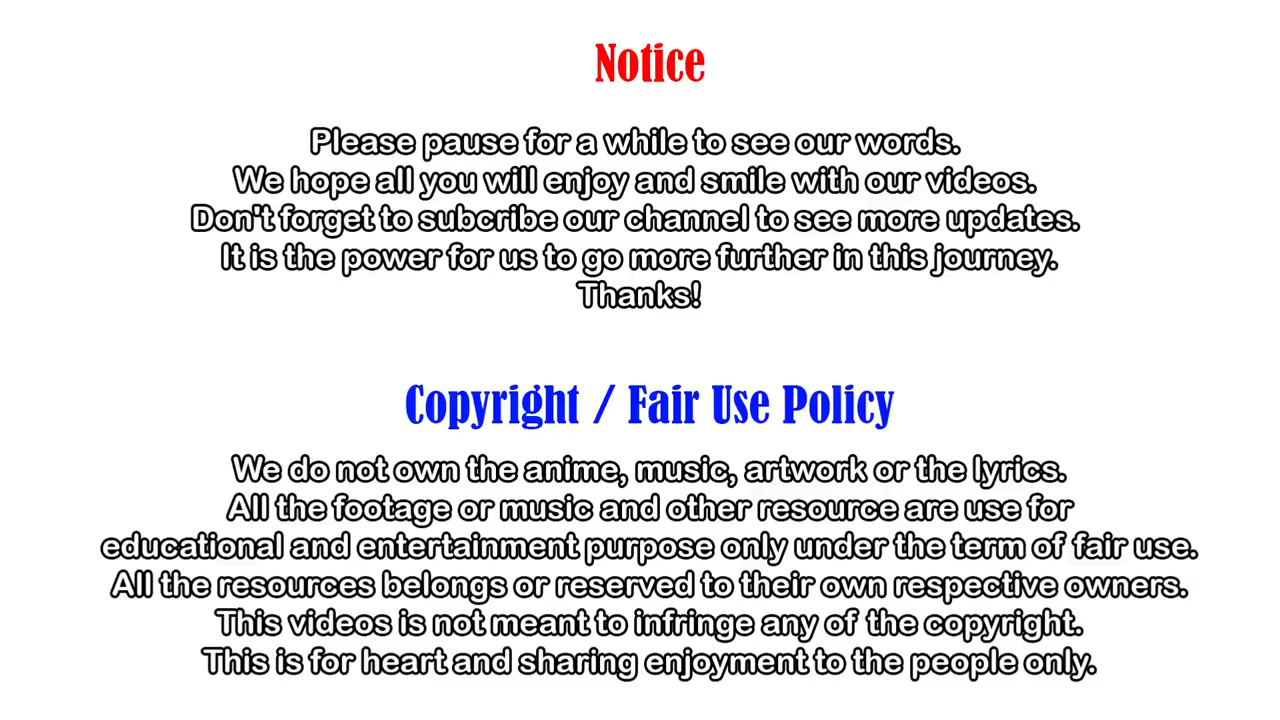 Notice
Please pause for a while to see our words.
We hope all you will enjoy and smile with our videos.
Don't forget to subcribe our channel to see more updates.
It is the power for us to go more further in this journey.
Thanks!
Copyright / Fair Use Policy
We do not own the anime, music, artwork or the lyrics.
All the footage or music and other resource are use for
educational and entertainment purpose only under the term of fair use.
All the resources belongs or reserved to their own respective owners.
This videos is not meant to infringe any of the copyright.
This is for heart and sharing enjoyment to the people only.